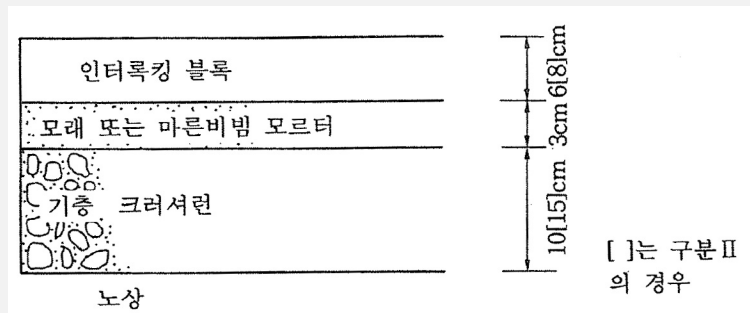 인터록킹 블록
6[8]cm
모래 또는 마른비빔 모르터
3cm
기층 크러셔런
10[15]cm
[ ]는 구분Ⅱ
의 경우
노상